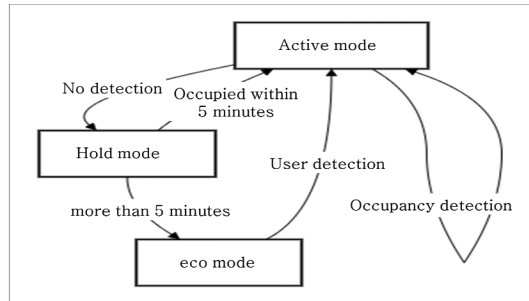 Active mode
No detection
Occupied within
5 minutes
Hold mode
User detection
more than 5 minutes
Occupancy detection
eco mode